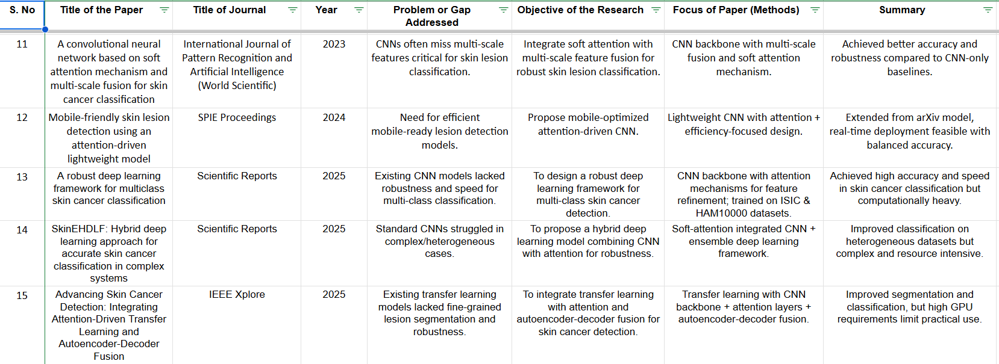 S. No
Title of the Paper
Title of Journal
Year
Problem or Gap
Addressed
Objective of the Research
Focus of Paper (Methods)
Summary
11
A convolutional neural
network based on soft
attention mechanism and
multi-scale fusion for skin
cancer classification
International Journal of
Pattern Recognition and
Artificial Intelligence
(World Scientific)
2023
CNNs often miss multi-scale
features critical for skin lesion
classification.
Integrate soft attention with
multi-scale feature fusion for
robust skin lesion classification.
CNN backbone with multi-scale
fusion and soft attention
mechanism.
Achieved better accuracy and
robustness compared to CNN-only
baselines.
12
Mobile-friendly skin lesion
detection using an
attention-driven
lightweight model
SPIE Proceedings
2024
Need for efficient
mobile-ready lesion detection
models.
Propose mobile-optimized
attention-driven CNN.
Lightweight CNN with attention +
efficiency-focused design.
Extended from arXiv model,
real-time deployment feasible with
balanced accuracy.
13
A robust deep learning
framework for multiclass
skin cancer classification
Scientific Reports
2025
Existing CNN models lacked
robustness and speed for
multi-class classification.
To design a robust deep
learning framework for
multi-class skin cancer
detection.
CNN backbone with attention
mechanisms for feature
refinement; trained on ISIC &
HAM10000 datasets.
Achieved high accuracy and speed
in skin cancer classification but
computationally heavy.
14
SkinEHDLF: Hybrid deep
learning approach for
accurate skin cancer
classification in complex
systems
Scientific Reports
2025
Standard CNNs struggled in
complex/heterogeneous
cases.
To propose a hybrid deep
learning model combining CNN
with attention for robustness.
Soft-attention integrated CNN +
ensemble deep learning
framework.
Improved classification on
heterogeneous datasets but
complex and resource intensive.
15
Advancing Skin Cancer
Detection: Integrating
Attention-Driven Transfer
Learning and
Autoencoder-Decoder
Fusion
IEEE Xplore
2025
Existing transfer learning
models lacked fine-grained
lesion segmentation and
robustness.
To integrate transfer learning
with attention and
autoencoder-decoder fusion for
skin cancer detection.
Transfer learning with CNN
backbone + attention layers +
autoencoder-decoder fusion.
Improved segmentation and
classification, but high GPU
requirements limit practical use.